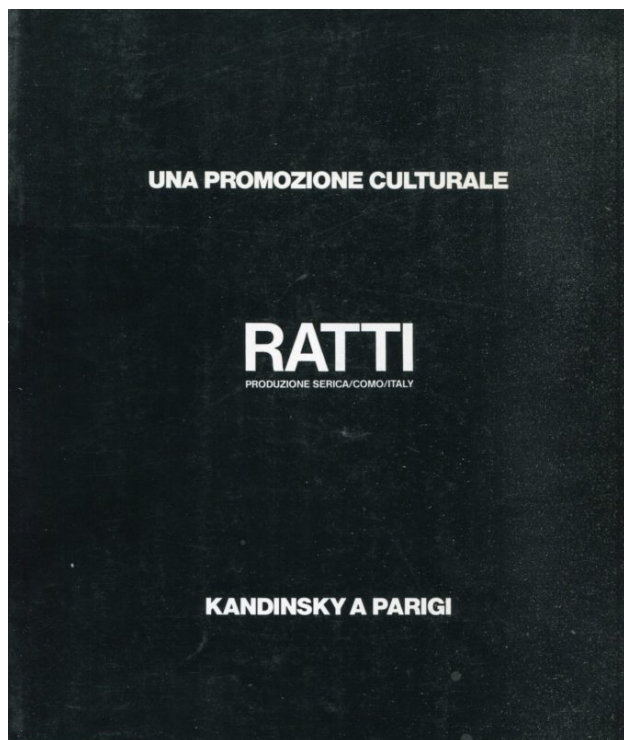 UNA PROMOZIONE CULTURALE
RATTI
PRODUZIONE SERICA/COMO/ITALY
KANDINSKY A PARIGI